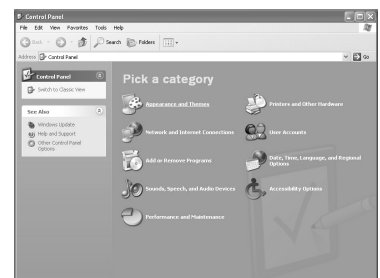 Control Panel
File Edit View Favorites Tools Help
Back Search Folders
Address Control Panel Go
Control Panel
Switch to Classic View
See Also
Windows Update
Help and Support
Other Control Panel
Options
Pick a category
Appearance and Themes
Printers and Other Hardware
Network and Internet Connections
User Accounts
Add or Remove Programs
Date, Time, Language, and Regional
Options
Sounds, Speech, and Audio Devices
Accessibility Options
Performance and Maintenance